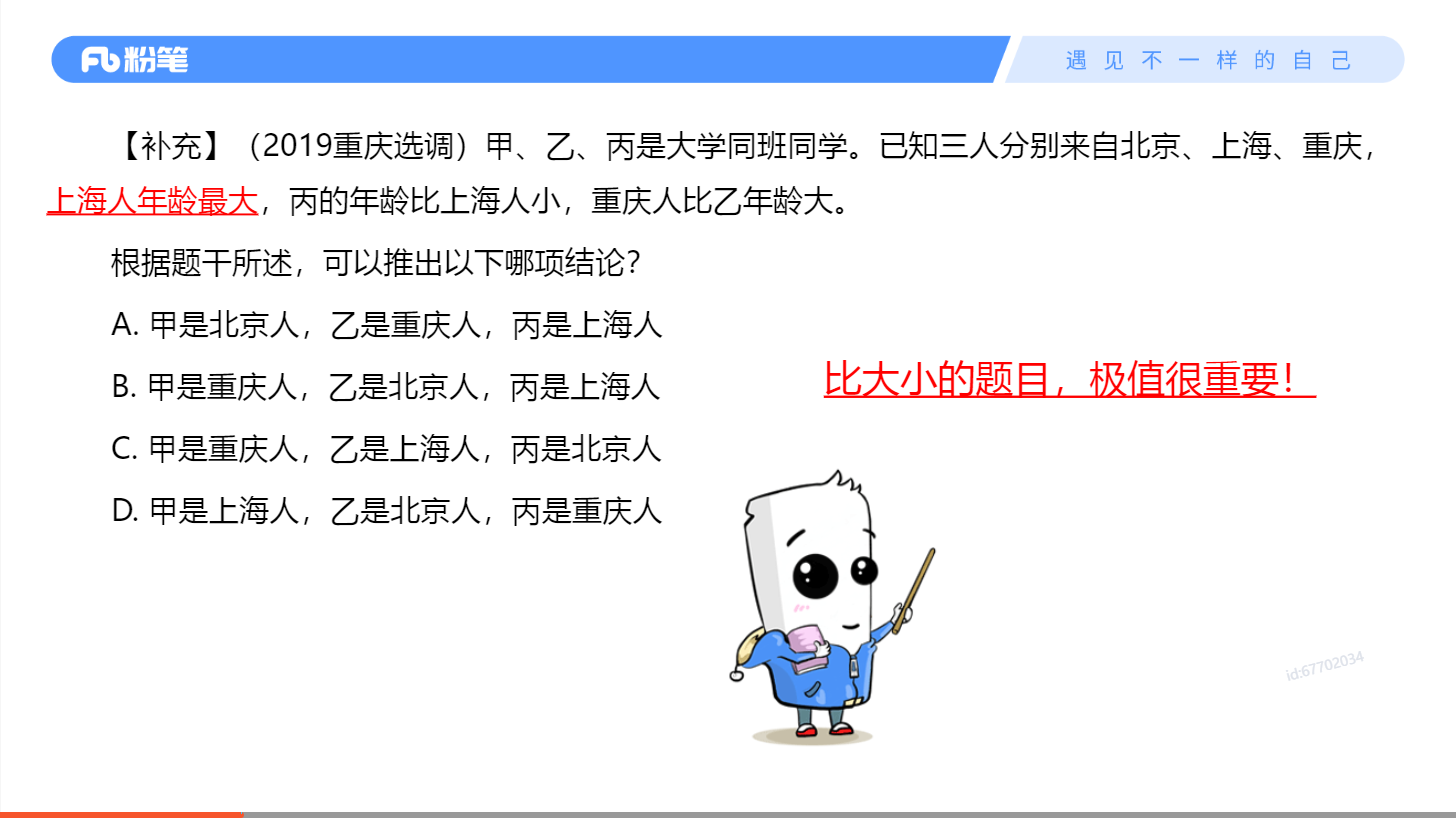 粉笔
遇见不一样的自己
【补充】（2019重庆选调）甲、乙、丙是大学同班同学。已知三人分别来自北京、上海、重庆，
上海人年龄最大，丙的年龄比上海人小，重庆人比乙年龄大。
根据题干所述，可以推出以下哪项结论？
A. 甲是北京人，乙是重庆人，丙是上海人
B. 甲是重庆人，乙是北京人，丙是上海人
C. 甲是重庆人，乙是上海人，丙是北京人
D. 甲是上海人，乙是北京人，丙是重庆人
比大小的题目，极值很重要！
id:67702034